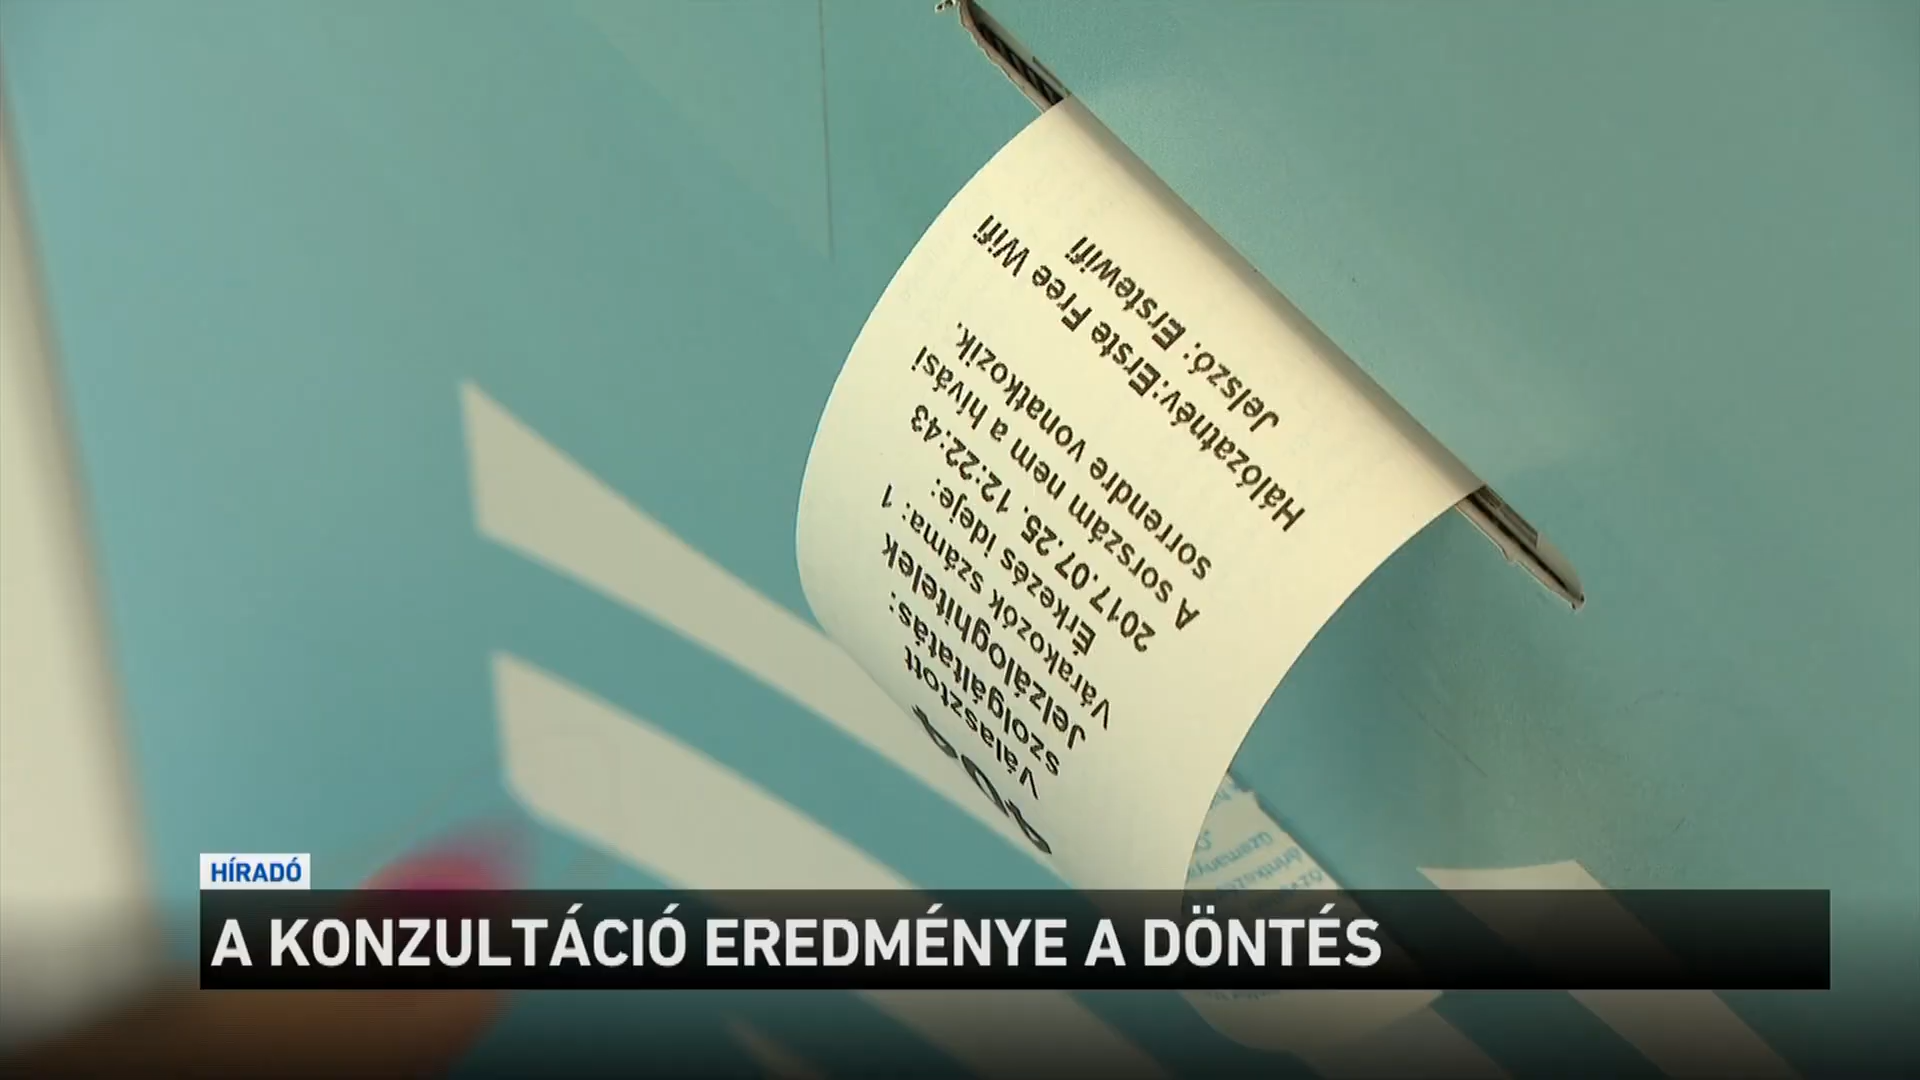 Választott
szolgáltatás:
Jelzáloghitelek
Várakozók száma: 1
Érkezés ideje:
2017.07.25. 12:22:43
A sorszám nem a hívási
sorrendre vonatkozik.
Hálózatnév:Erste Free Wifi
Jelszó: Erstewifi
HÍRADÓ
A KONZULTÁCIÓ EREDMÉNYE A DÖNTÉS